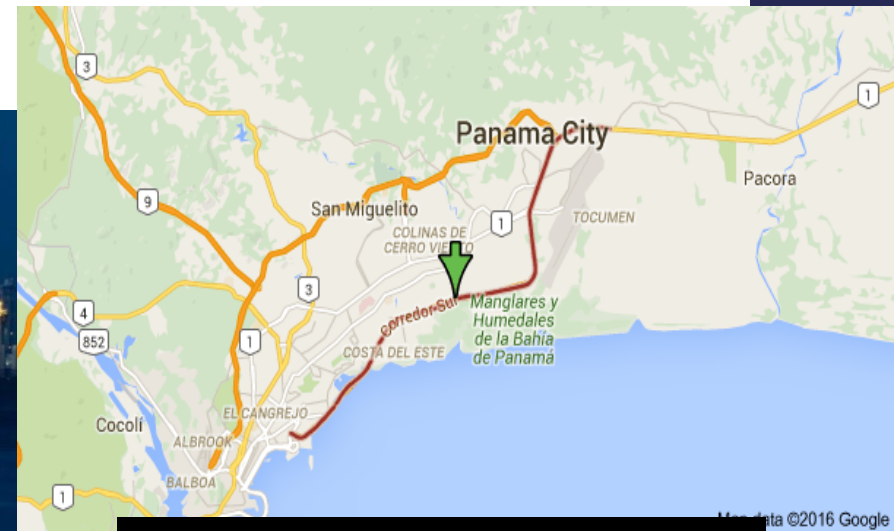 3
1
Panama City
Pacora
9
San Miguelito
COLINAS DE
CERRO VIEJTO
1
TOCUMEN
3
4
852
1
Corredor Sur
Manglares y
Humedales
de la Bahía
de Panamá
COSTA DEL ESTE
EL CANGREJO
Cocolí
ALBROOK
BALBOA
1
data ©2016 Google